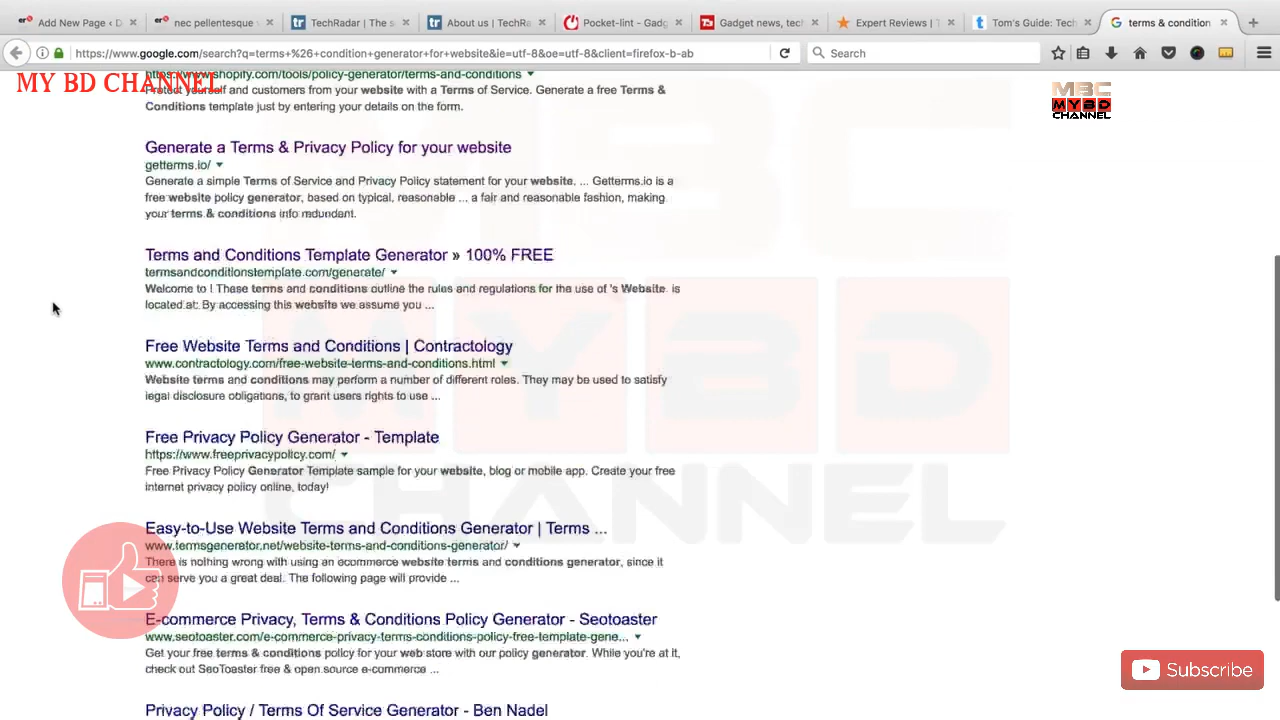 Add New Page ‹ D
nec pellentesque
TechRadar | The s
About us | TechRa
Pocket-lint - Gadg
Gadget news, tech
Expert Reviews | T
Tom's Guide: Tech
terms & condition
https://www.google.com/search?q=terms+%26+condition+generator+for+website&ie=utf-8&oe=utf-8&client=firefox-b-ab
Search
MY BD CHANNEL
MBC
MYBD
CHANNEL
https://www.shopify.com/tools/policy-generator/terms-and-conditions
Protect yourself and customers from your website with a Terms of Service. Generate a free Terms &
Conditions template just by entering your details on the form.
Generate a Terms & Privacy Policy for your website
getterms.io/
Generate a simple Terms of Service and Privacy Policy statement for your website. ... Getterms.io is a
free website policy generator, based on typical, reasonable ... a fair and reasonable fashion, making
your terms & conditions info redundant.
Terms and Conditions Template Generator » 100% FREE
termsandconditionstemplate.com/generate/
Welcome to ! These terms and conditions outline the rules and regulations for the use of 's Website. is
located at: By accessing this website we assume you ...
Free Website Terms and Conditions | Contractology
www.contractology.com/free-website-terms-and-conditions.html
Website terms and conditions may perform a number of different roles. They may be used to satisfy
legal disclosure obligations, to grant users rights to use ...
Free Privacy Policy Generator - Template
https://www.freeprivacypolicy.com/
Free Privacy Policy Generator Template sample for your website, blog or mobile app. Create your free
internet privacy policy online, today!
Easy-to-Use Website Terms and Conditions Generator | Terms ...
www.termsgenerator.net/website-terms-and-conditions-generator/
There is nothing wrong with using an ecommerce website terms and conditions generator, since it
can serve you a great deal. The following page will provide ...
E-commerce Privacy, Terms & Conditions Policy Generator - Seotoaster
www.seotoaster.com/e-commerce-privacy-terms-conditions-policy-free-template-gene...
Get your free terms & conditions policy for your web store with our policy generator. While you're at it,
check out SeoToaster free & open source e-commerce ...
Privacy Policy / Terms Of Service Generator - Ben Nadel
MBC
MYBD
CHANNEL
Subscribe